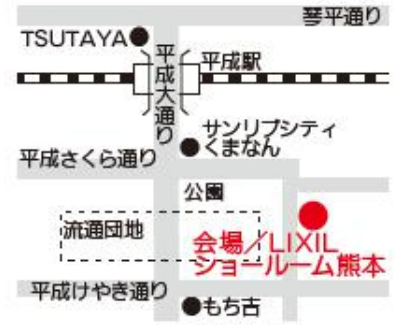 琴平通り
TSUTAYA
平成駅
平成大通り
サンリブシティ
くまなん
平成さくら通り
公園
流通団地
会場／LIXIL
ショールーム熊本
平成けやき通り
もち古